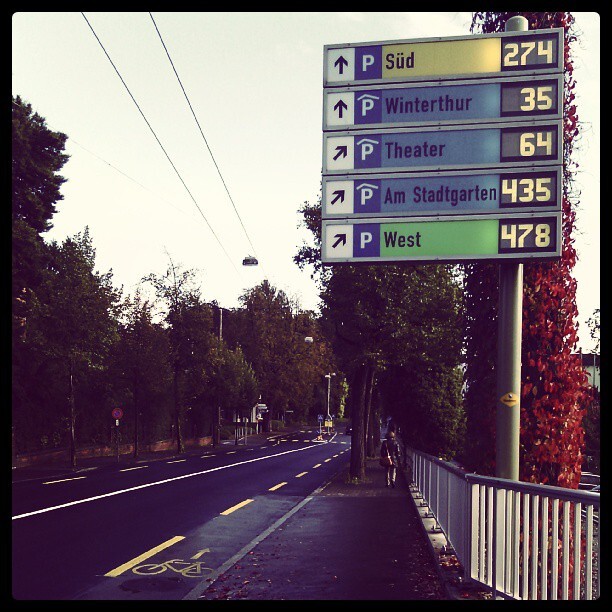 P Süd 274
P Winterthur 35
P Theater 64
P Am Stadtgarten 435
P West 478